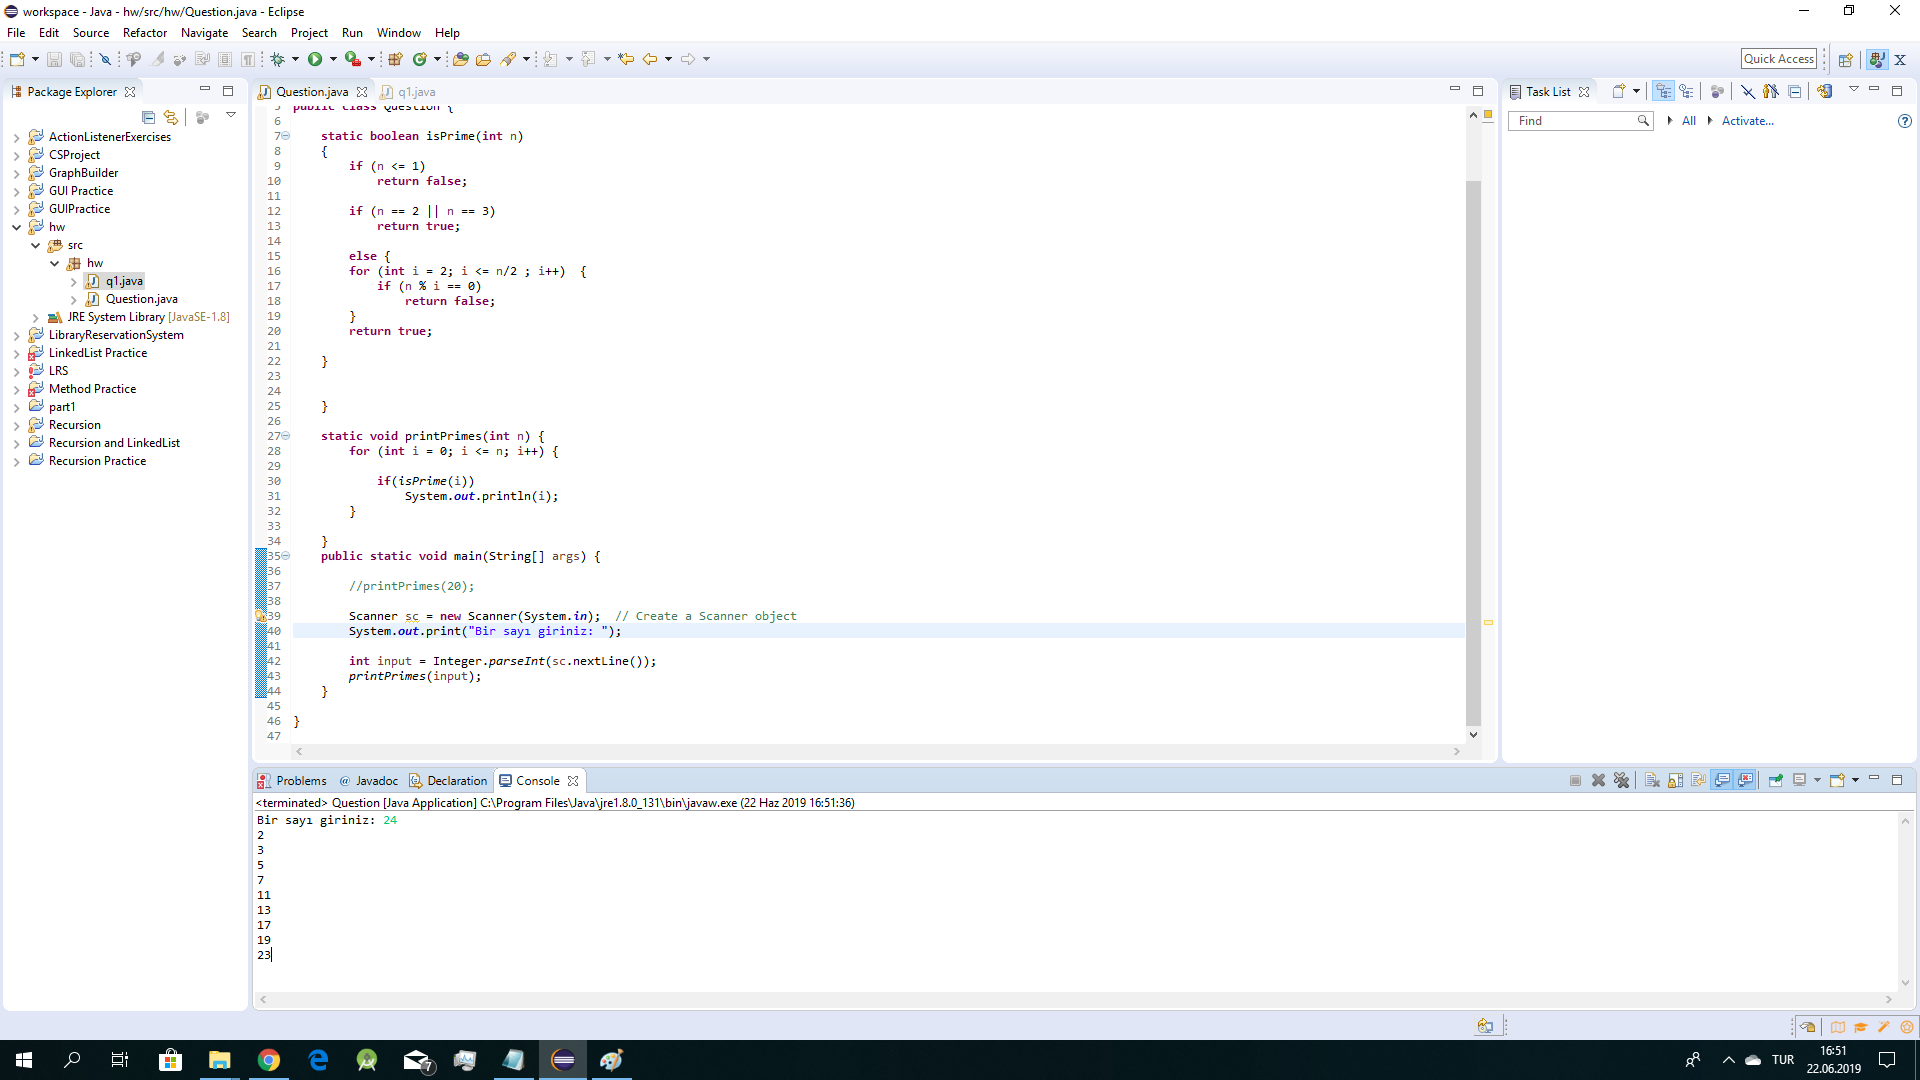 workspace - Java - hw/src/hw/Question.java - Eclipse
File Edit Source Refactor Navigate Search Project Run Window Help
Quick Access
Package Explorer
ActionListenerExercises
CSProject
GraphBuilder
GUI Practice
GUIPractice
hw
src
hw
q1.java
Question.java
JRE System Library [JavaSE-1.8]
LibraryReservationSystem
LinkedList Practice
LRS
Method Practice
part1
Recursion
Recursion and LinkedList
Recursion Practice
Question.java q1.java
5 public class Question {
6
7 static boolean isPrime(int n)
8 {
9 if (n <= 1)
10 return false;
11
12 if (n == 2 || n == 3)
13 return true;
14
15 else {
16 for (int i = 2; i <= n/2 ; i++) {
17 if (n % i == 0)
18 return false;
19 }
20 return true;
21
22 }
23
24
25 }
26
27 static void printPrimes(int n) {
28 for (int i = 0; i <= n; i++) {
29
30 if(isPrime(i))
31 System.out.println(i);
32 }
33
34 }
35 public static void main(String[] args) {
36
37 //printPrimes(20);
38
39 Scanner sc = new Scanner(System.in); // Create a Scanner object
40 System.out.print("Bir sayı giriniz: ");
41
42 int input = Integer.parseInt(sc.nextLine());
43 printPrimes(input);
44 }
45
46 }
47
Task List
Find All Activate...
Problems @ Javadoc Declaration Console
<terminated> Question [Java Application] C:\Program Files\Java\jre1.8.0_131\bin\javaw.exe (22 Haz 2019 16:51:36)
Bir sayı giriniz: 24
2
3
5
7
11
13
17
19
23
7
TUR
16:51
22.06.2019